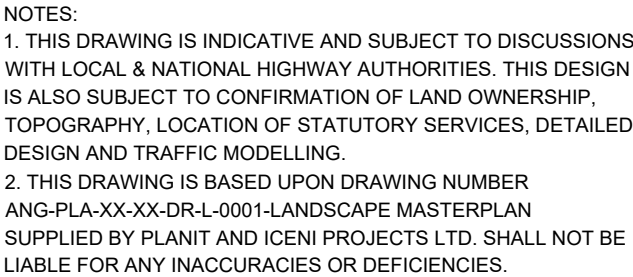 NOTES:
1. THIS DRAWING IS INDICATIVE AND SUBJECT TO DISCUSSIONS
WITH LOCAL & NATIONAL HIGHWAY AUTHORITIES. THIS DESIGN
IS ALSO SUBJECT TO CONFIRMATION OF LAND OWNERSHIP,
TOPOGRAPHY, LOCATION OF STATUTORY SERVICES, DETAILED
DESIGN AND TRAFFIC MODELLING.
2. THIS DRAWING IS BASED UPON DRAWING NUMBER
ANG-PLA-XX-XX-DR-L-0001-LANDSCAPE MASTERPLAN
SUPPLIED BY PLANIT AND ICENI PROJECTS LTD. SHALL NOT BE
LIABLE FOR ANY INACCURACIES OR DEFICIENCIES.